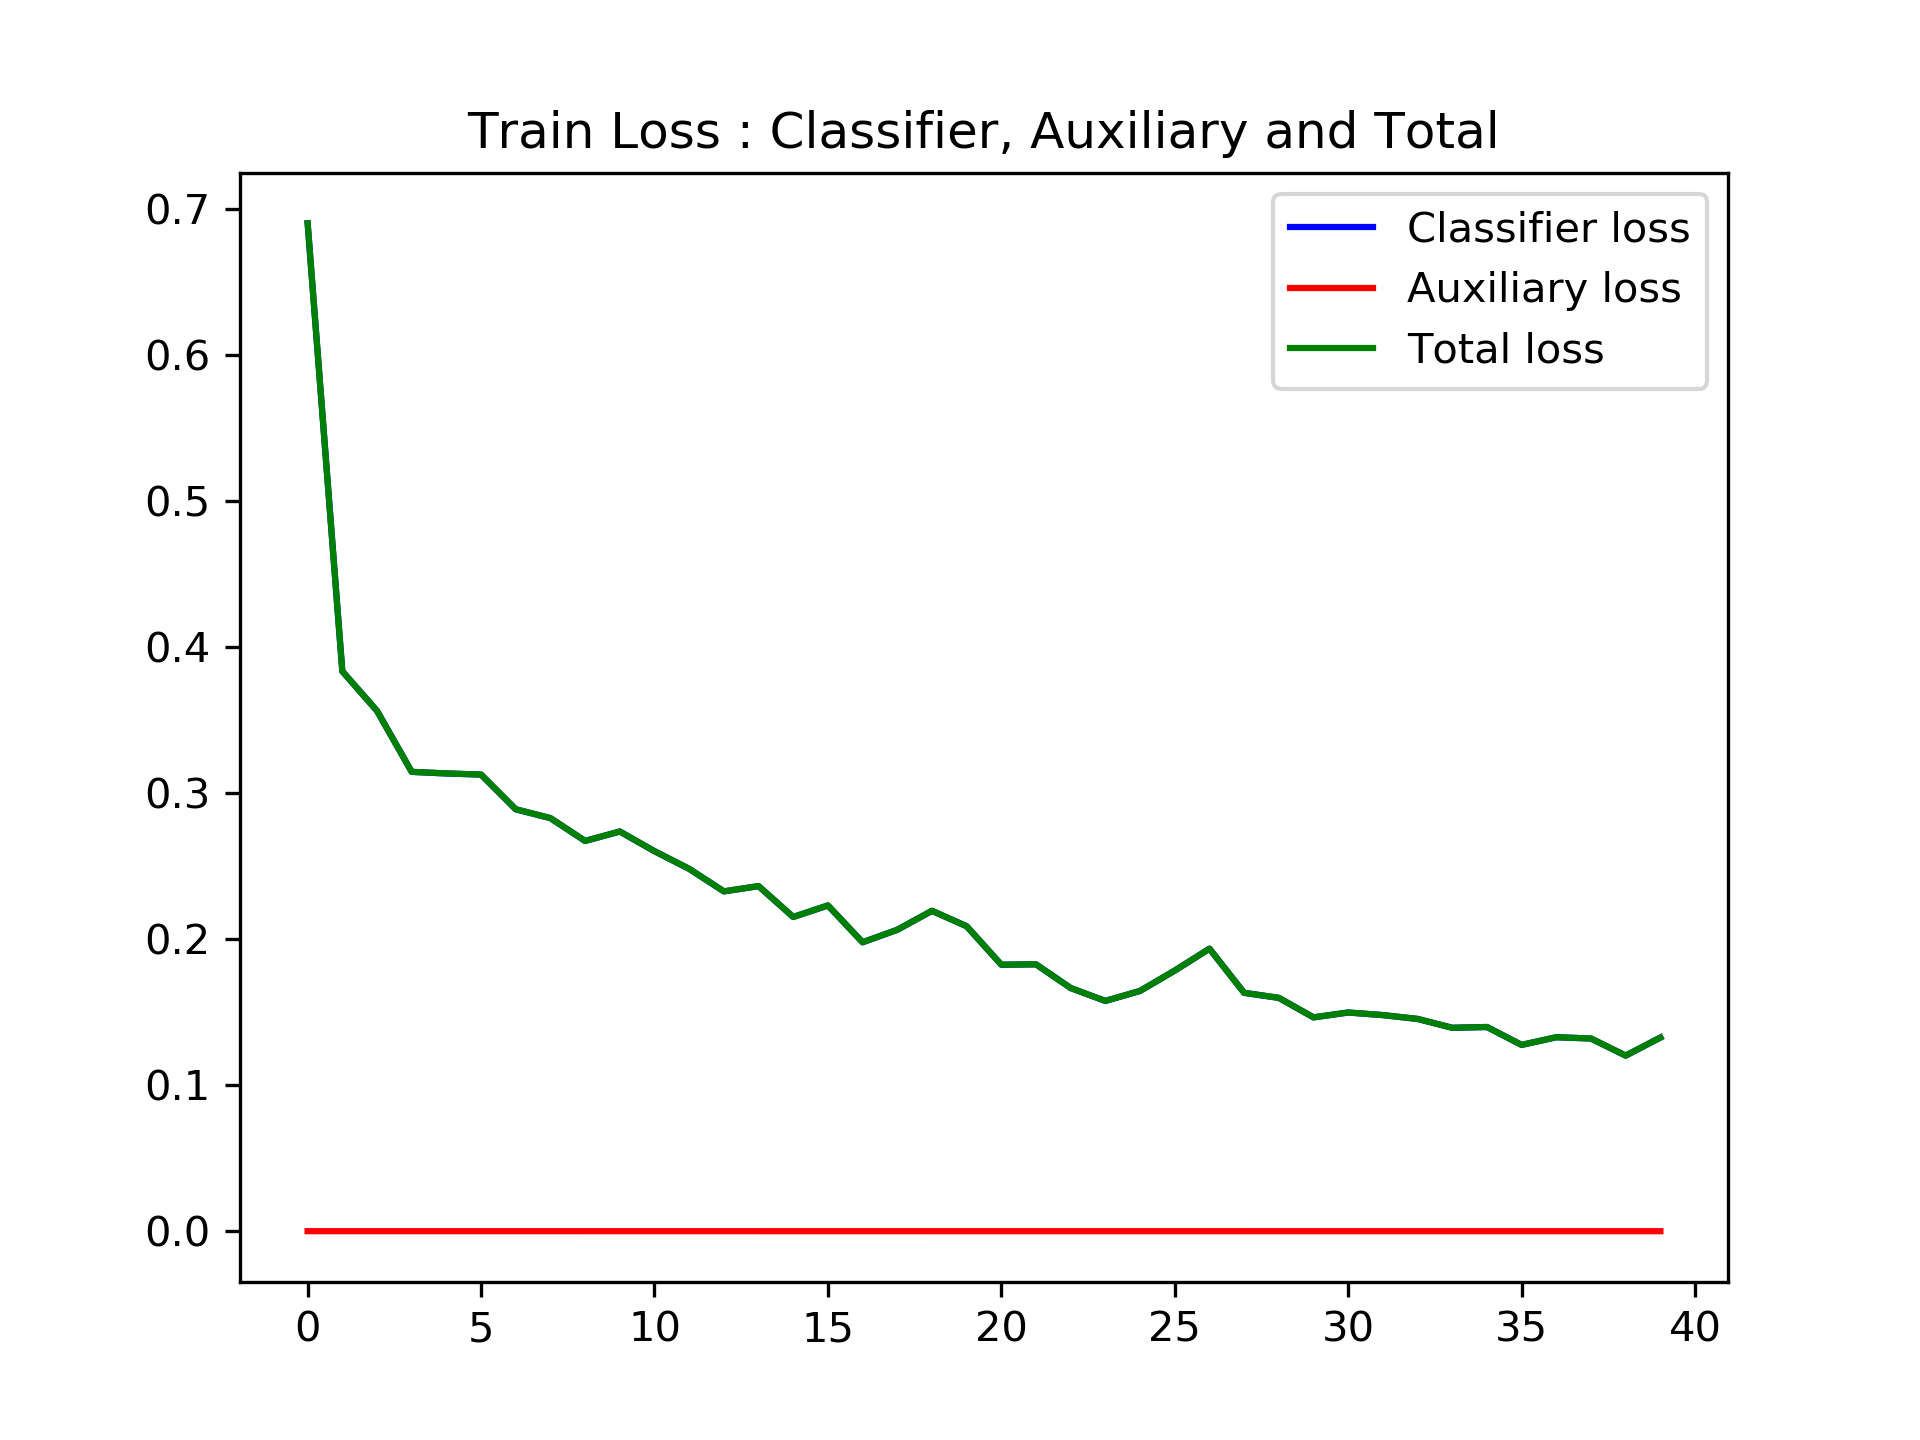 Train Loss : Classifier, Auxiliary and Total
Classifier loss
Auxiliary loss
Total loss
0.7
0.6
0.5
0.4
0.3
0.2
0.1
0.0
0 5 10 15 20 25 30 35 40